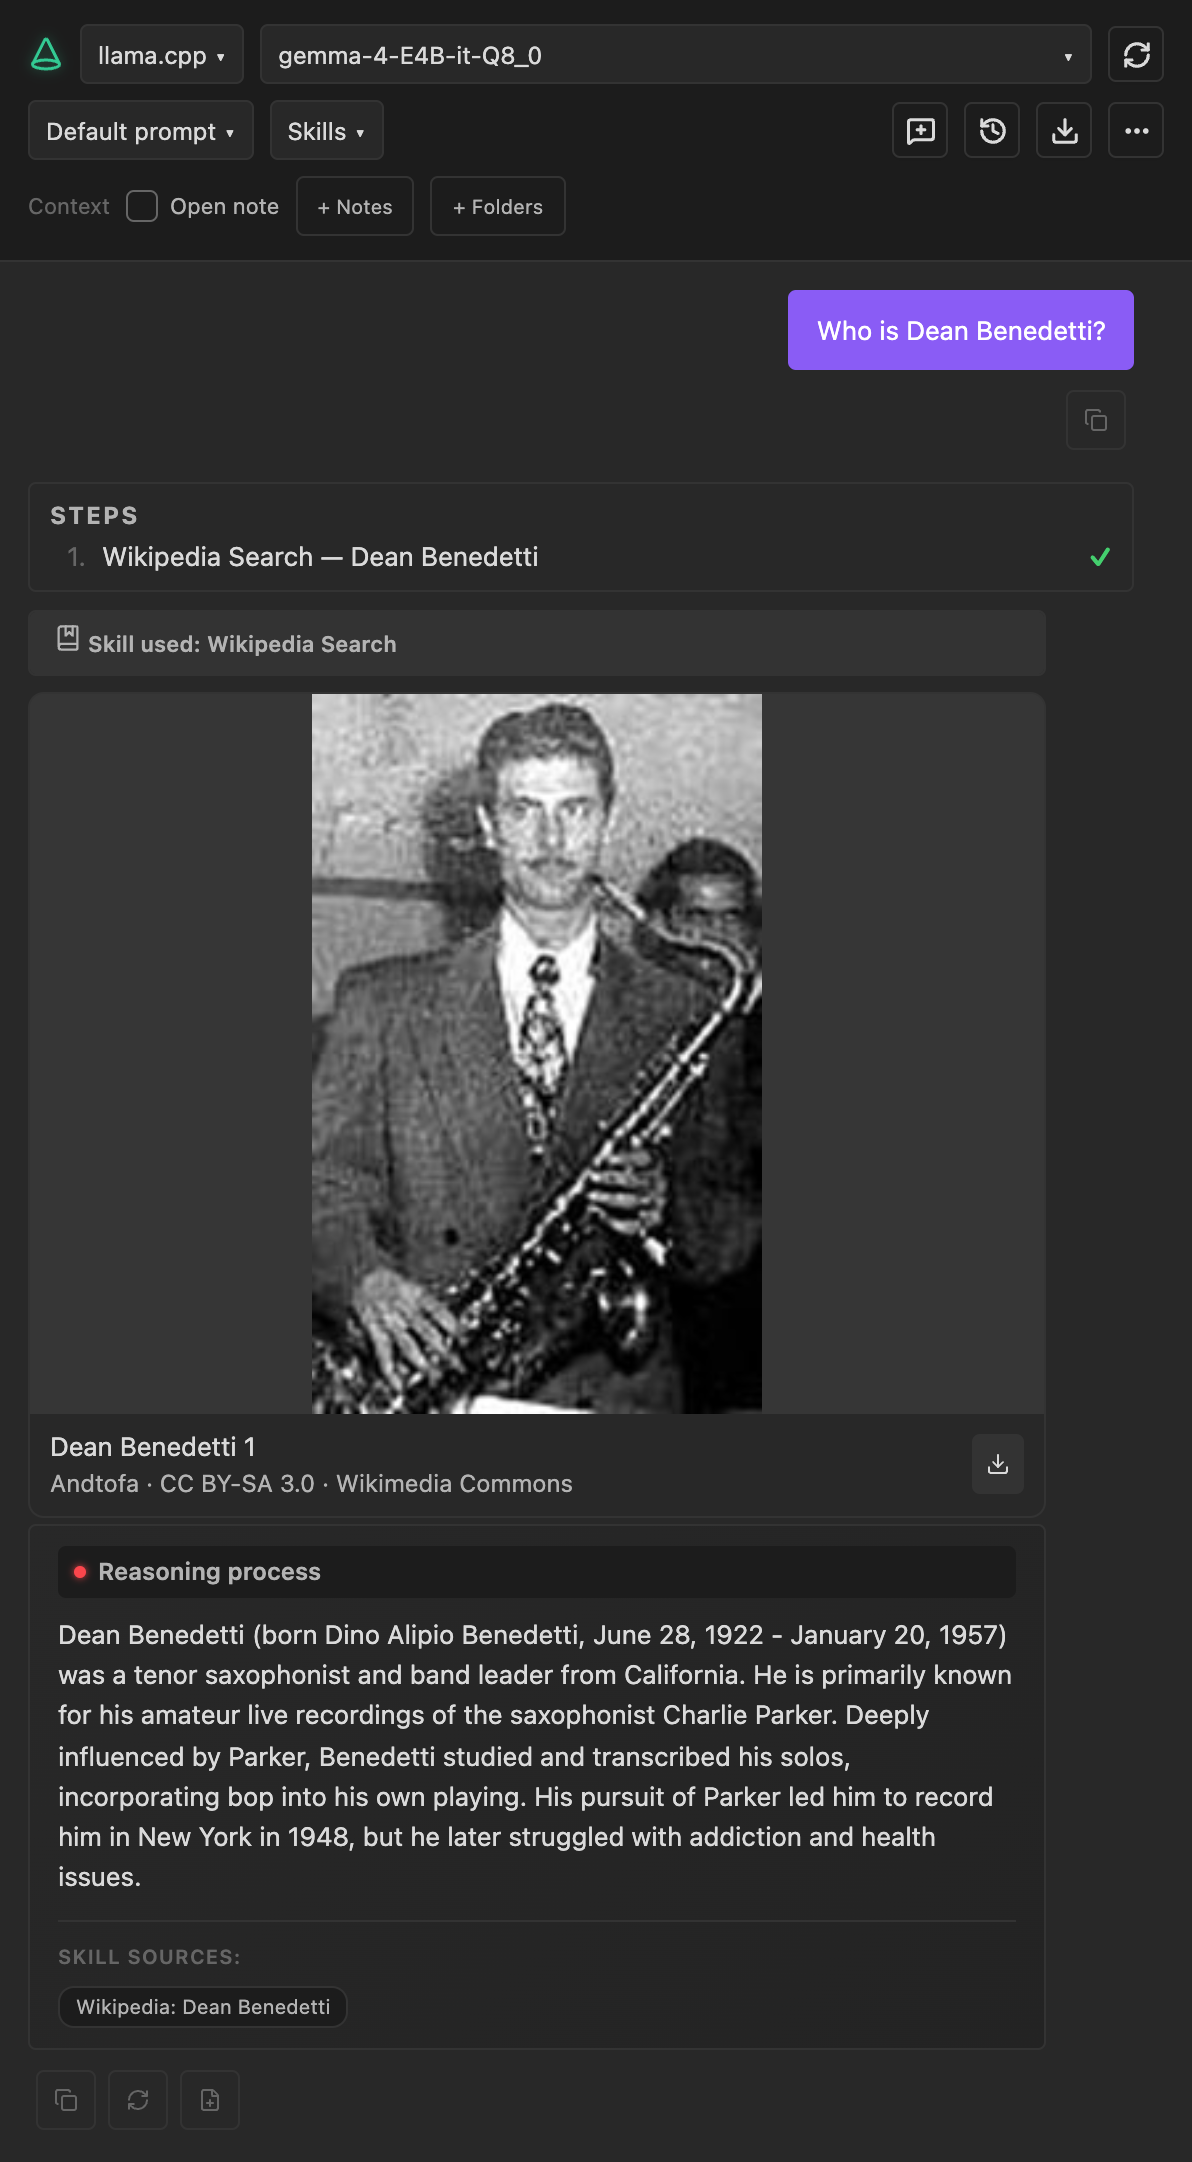 llama.cpp ▾
gemma-4-E4B-it-Q8_0 ▾
Default prompt ▾
Skills ▾
Context
Open note
+ Notes
+ Folders
Who is Dean Benedetti?
STEPS
1. Wikipedia Search — Dean Benedetti
Skill used: Wikipedia Search
Dean Benedetti 1
Andtofa · CC BY-SA 3.0 · Wikimedia Commons
Reasoning process
Dean Benedetti (born Dino Alipio Benedetti, June 28, 1922 - January 20, 1957)
was a tenor saxophonist and band leader from California. He is primarily known
for his amateur live recordings of the saxophonist Charlie Parker. Deeply
influenced by Parker, Benedetti studied and transcribed his solos,
incorporating bop into his own playing. His pursuit of Parker led him to record
him in New York in 1948, but he later struggled with addiction and health
issues.
SKILL SOURCES:
Wikipedia: Dean Benedetti